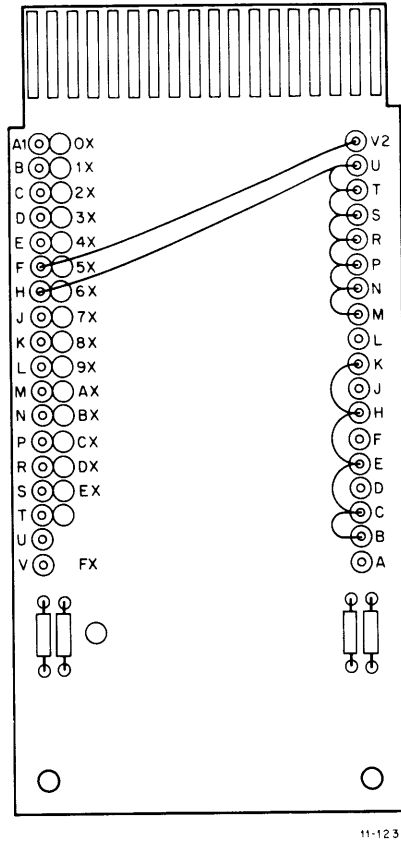 A1 0X V2
B 1X U
C 2X T
D 3X S
E 4X R
F 5X P
H 6X N
J 7X M
K 8X L
L 9X K
M AX J
N BX H
P CX F
R DX E
S EX D
T C
U B
V FX A
11-123